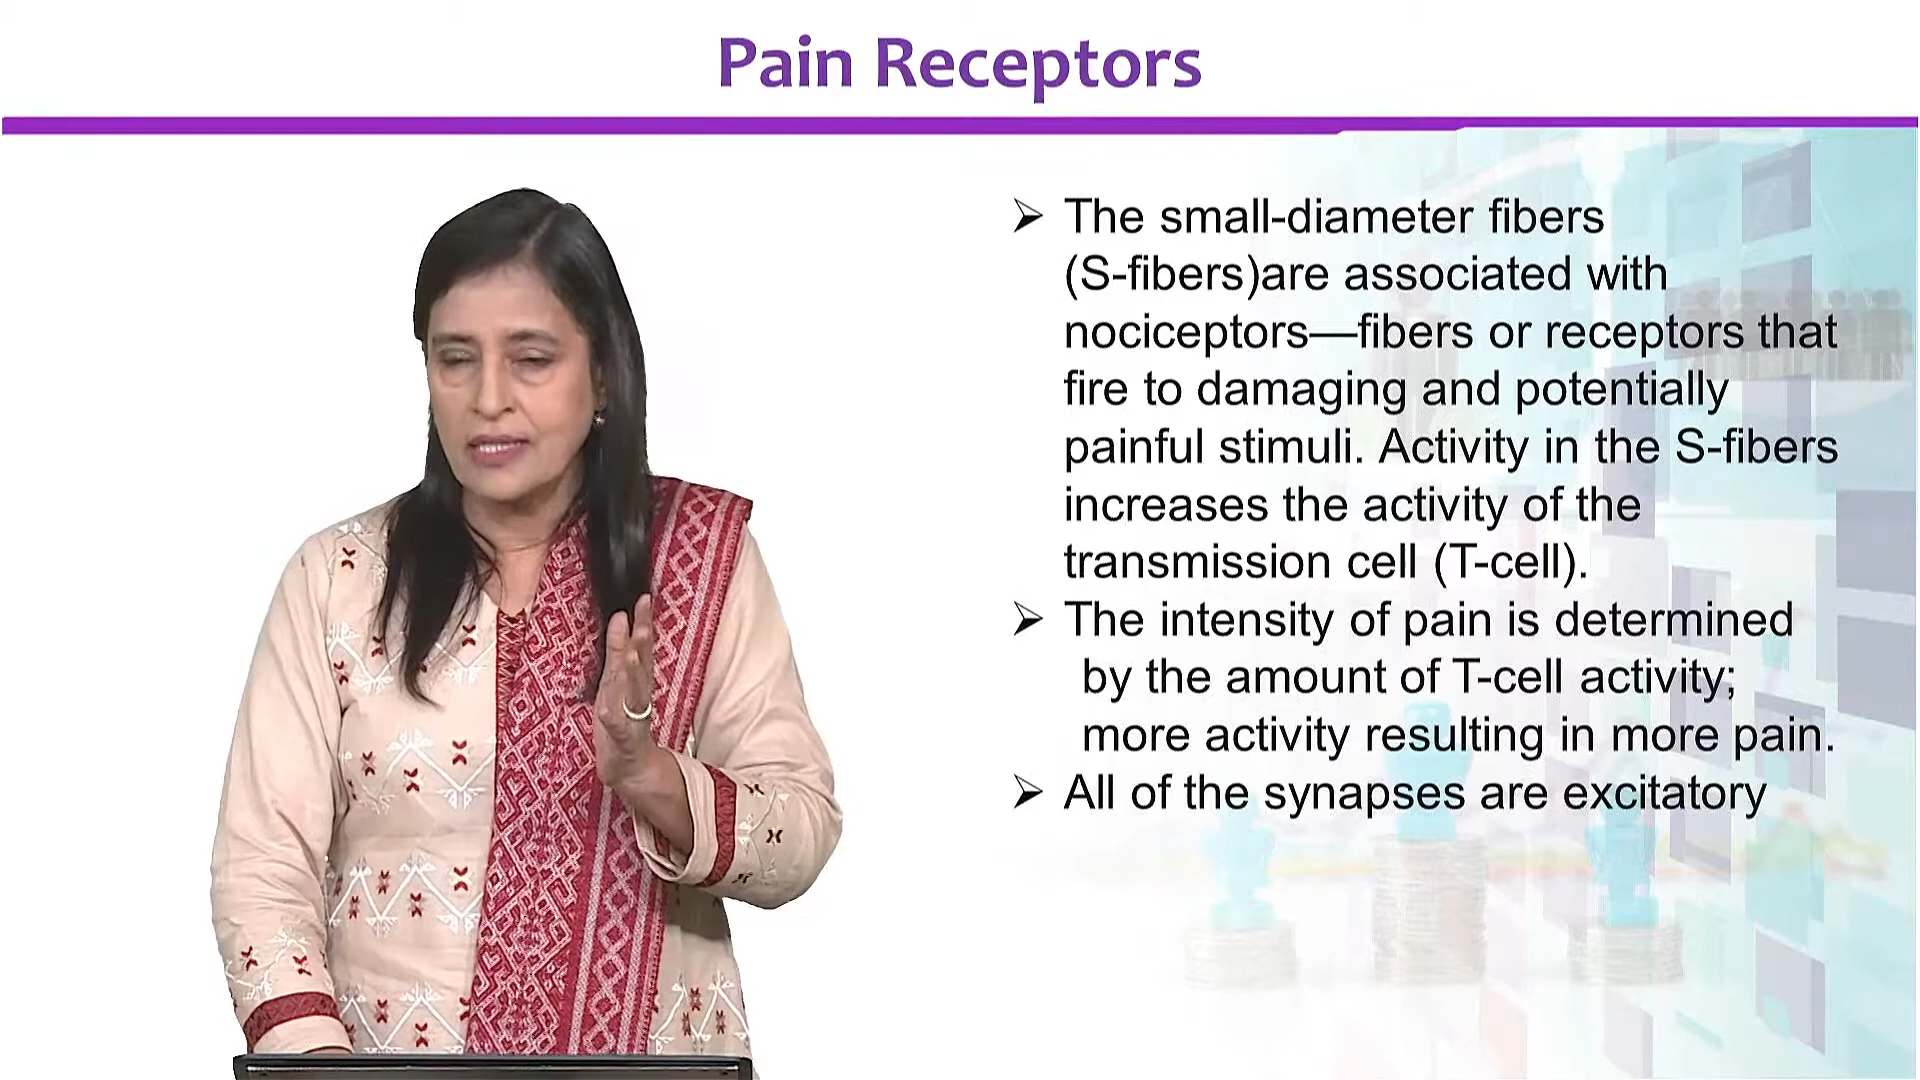 Pain Receptors
➢ The small-diameter fibers
(S-fibers)are associated with
nociceptors—fibers or receptors that
fire to damaging and potentially
painful stimuli. Activity in the S-fibers
increases the activity of the
transmission cell (T-cell).
➢ The intensity of pain is determined
by the amount of T-cell activity;
more activity resulting in more pain.
➢ All of the synapses are excitatory